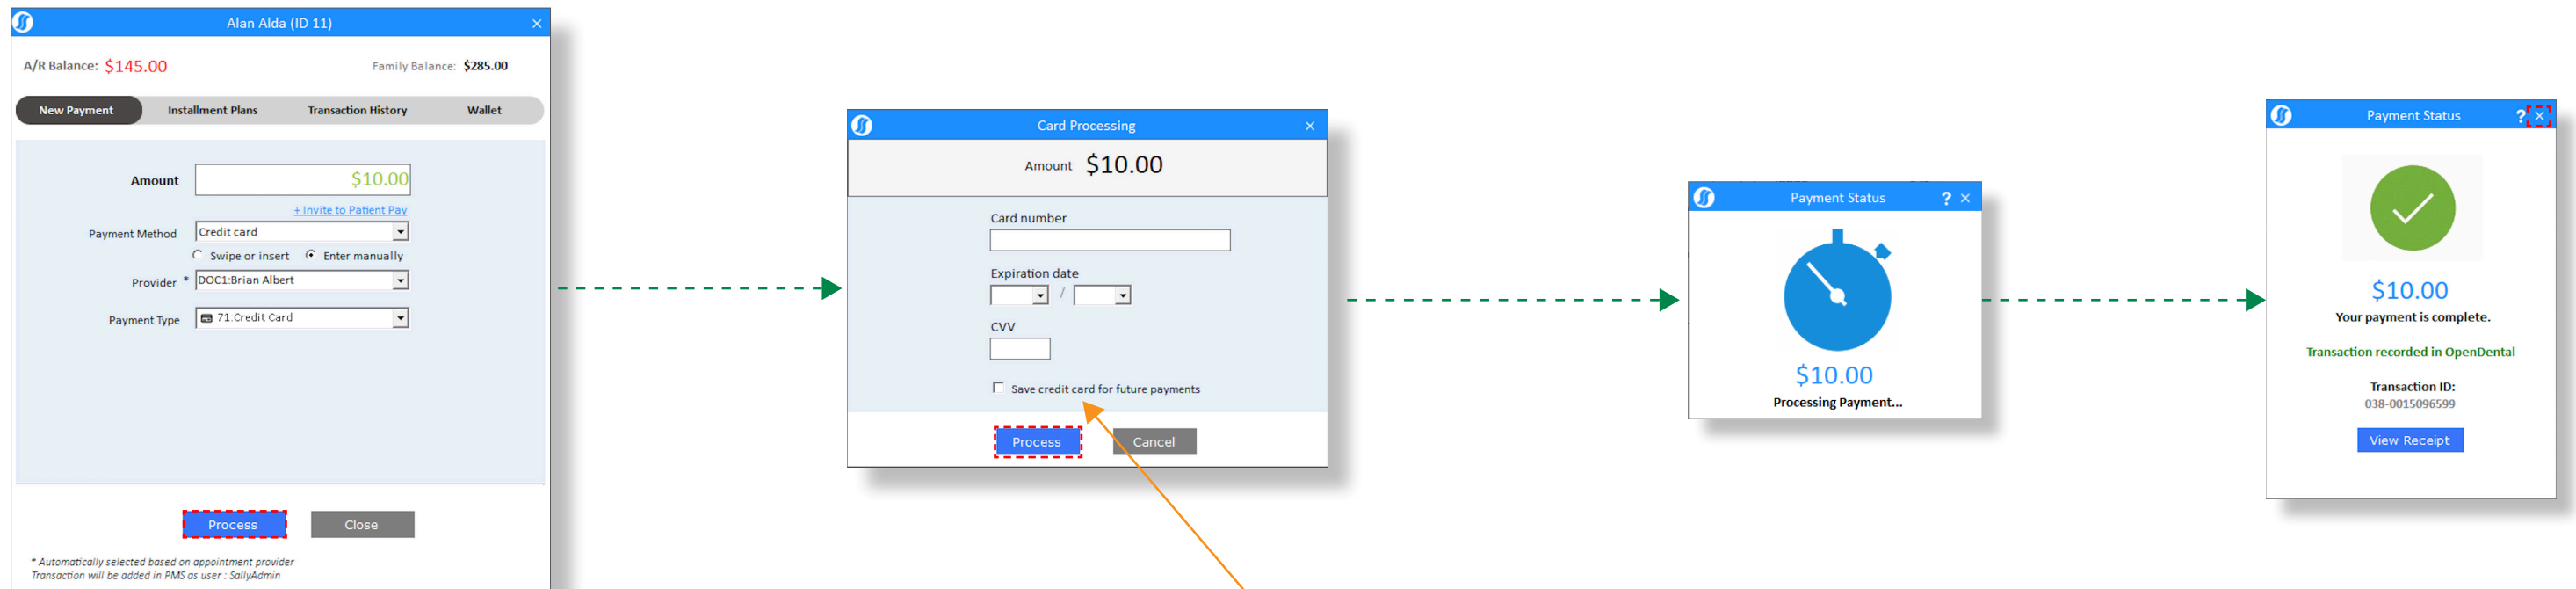 Alan Alda (ID 11)
A/R Balance: $145.00 Family Balance: $285.00
New Payment Installment Plans Transaction History Wallet
Amount $10.00
+ Invite to Patient Pay
Payment Method Credit card
Swipe or insert Enter manually
Provider * DOC1:Brian Albert
Payment Type 71:Credit Card
Process Close
* Automatically selected based on appointment provider
Transaction will be added in PMS as user : SallyAdmin
Card Processing
Amount $10.00
Card number
Expiration date
/
CVV
Save credit card for future payments
Process Cancel
Payment Status ?
$10.00
Processing Payment...
Payment Status ?
$10.00
Your payment is complete.
Transaction recorded in OpenDental
Transaction ID:
038-0015096599
View Receipt